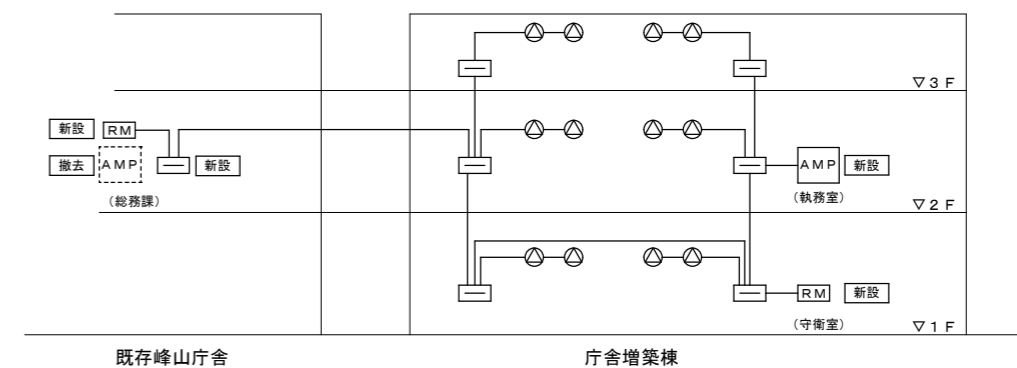 ▽３Ｆ
新設 ＲＭ
撤去 ＡＭＰ 新設 ＡＭＰ 新設
（総務課） （執務室）
▽２Ｆ
ＲＭ 新設
（守衛室） ▽１Ｆ
既存峰山庁舎 庁舎増築棟